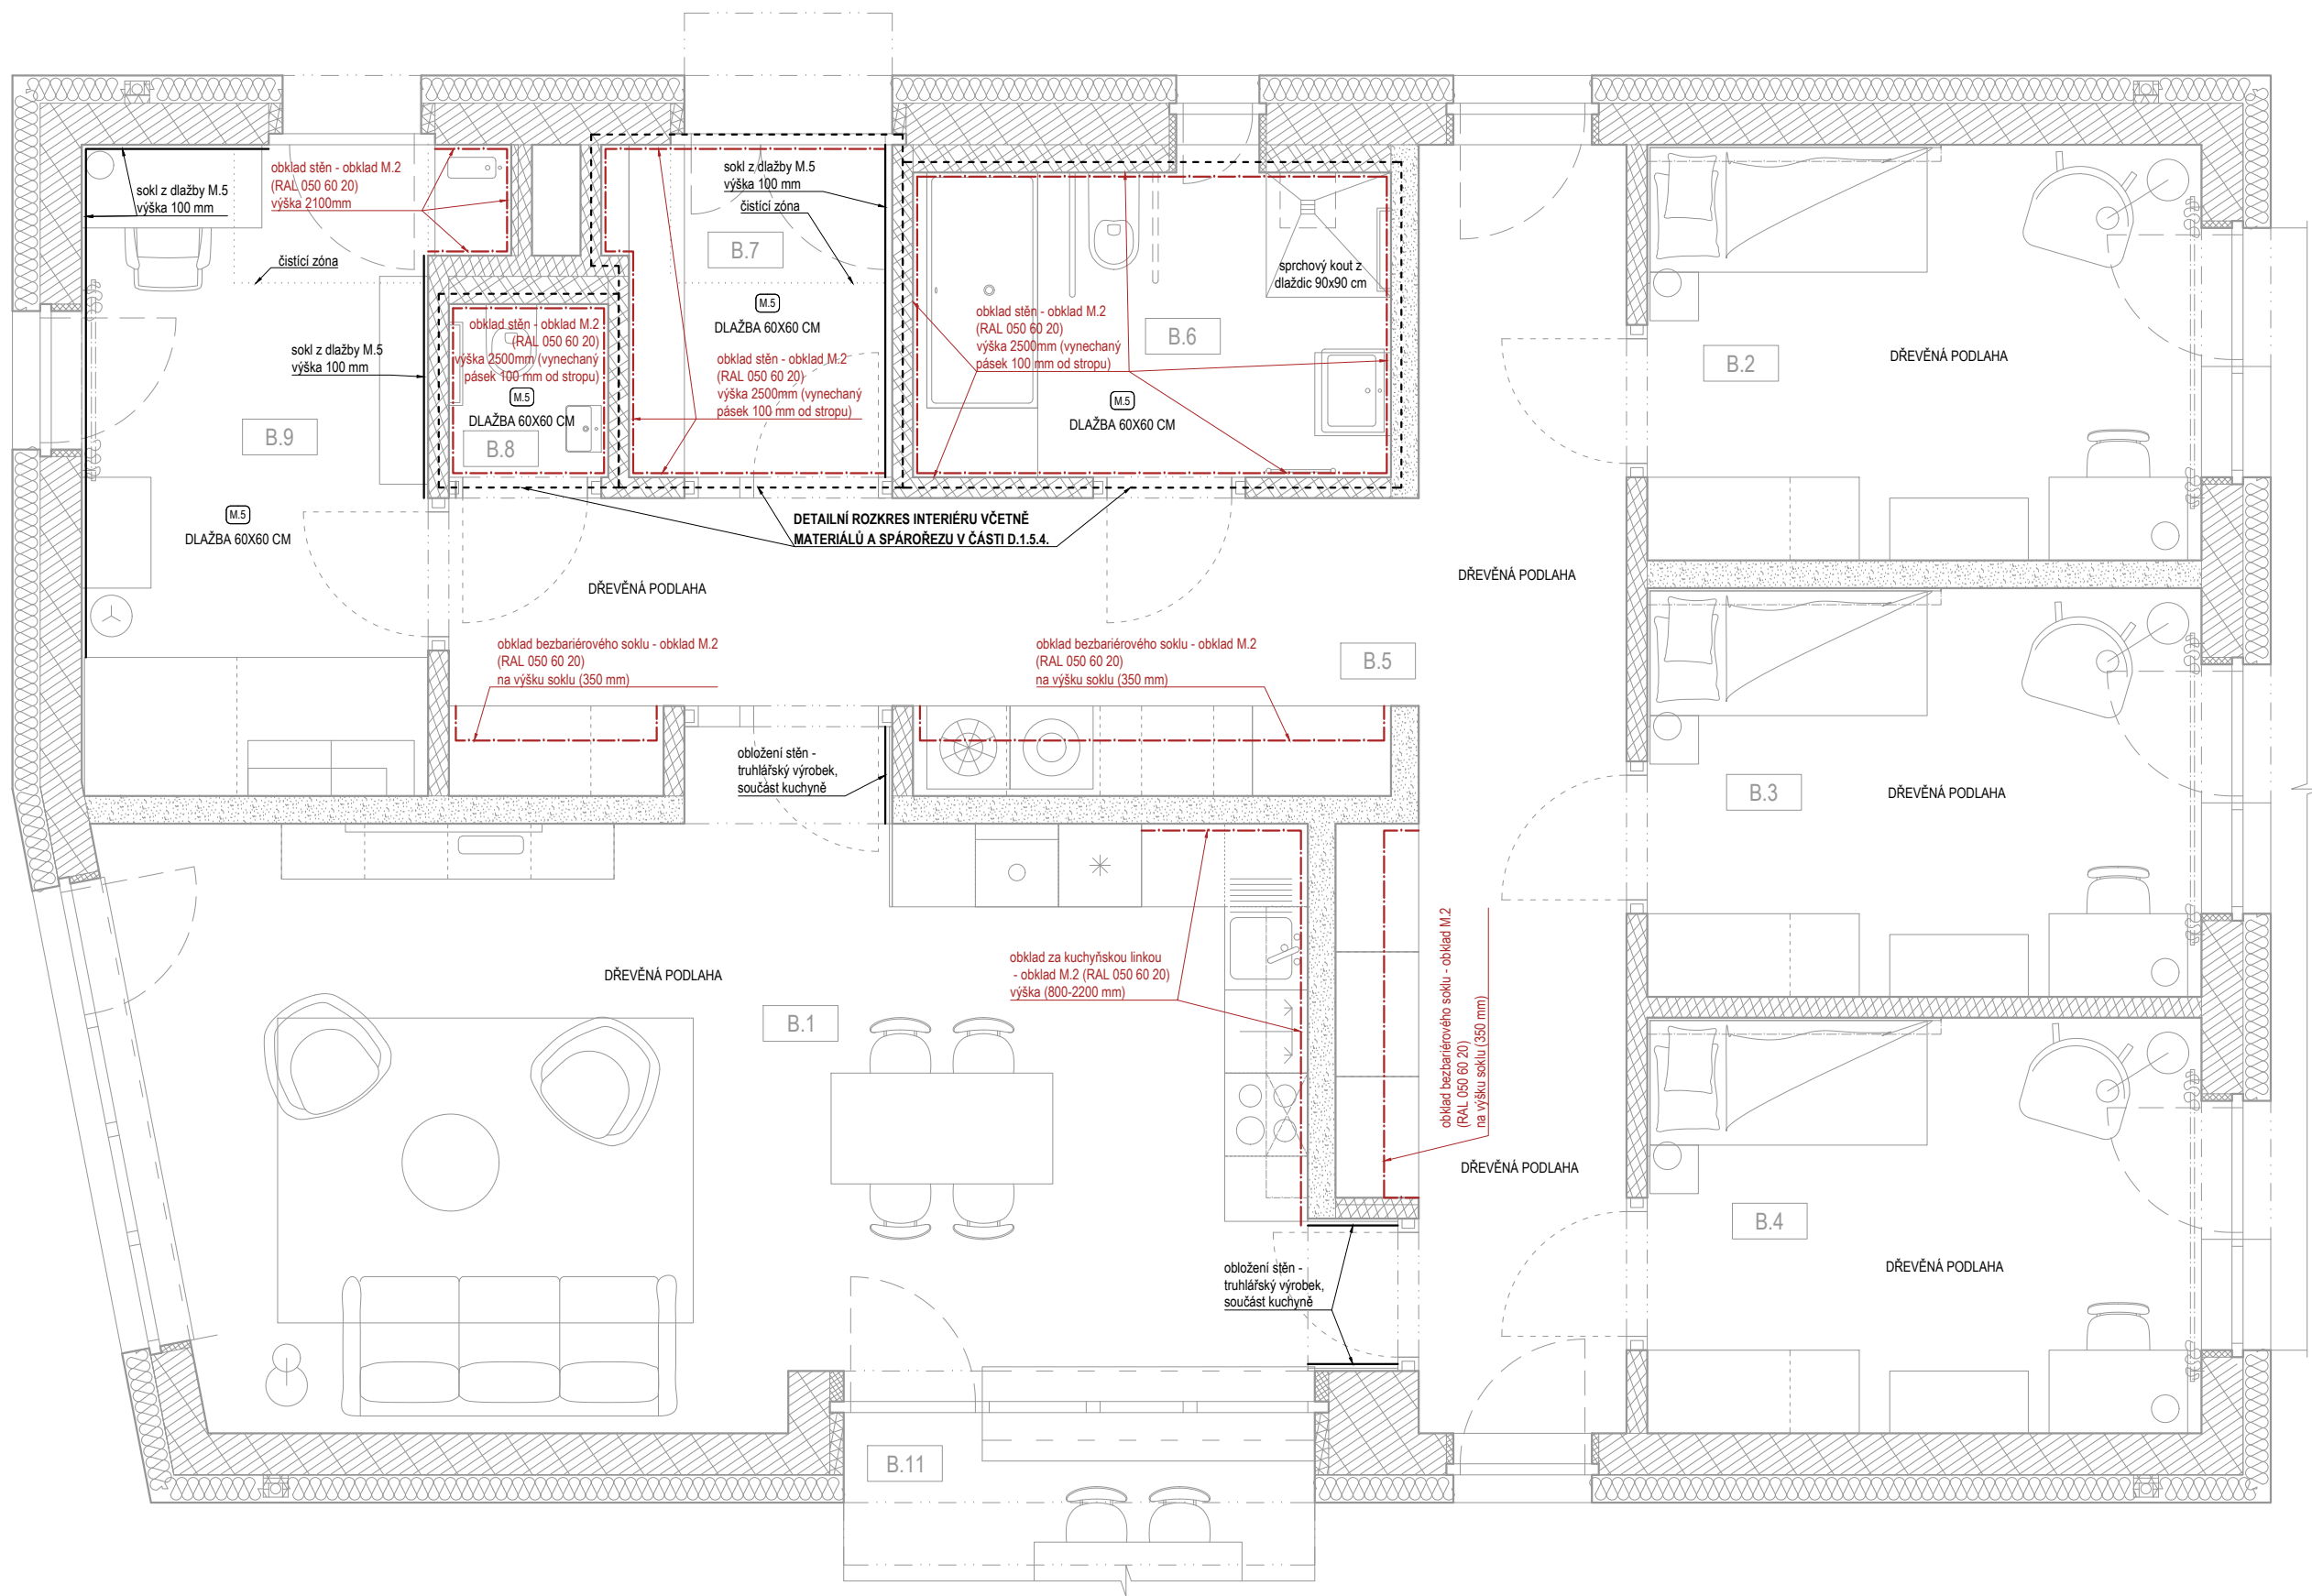 sokl z dlažby M.5
výška 100 mm
obklad stěn - obklad M.2
(RAL 050 60 20)
výška 2100mm
čistící zóna
sokl z dlažby M.5
výška 100 mm
čistící zóna
B.7
M.5
DLAŽBA 60X60 CM
obklad stěn - obklad M.2
(RAL 050 60 20)
výška 2500mm (vynechaný
pásek 100 mm od stropu)
sprchový kout z
dlaždic 90x90 cm
obklad stěn - obklad M.2
(RAL 050 60 20)
výška 2500mm (vynechaný
pásek 100 mm od stropu)
B.6
M.5
DLAŽBA 60X60 CM
obklad stěn - obklad M.2
(RAL 050 60 20)
výška 2500mm (vynechaný
pásek 100 mm od stropu)
M.5
DLAŽBA 60X60 CM
B.8
sokl z dlažby M.5
výška 100 mm
B.9
M.5
DLAŽBA 60X60 CM
B.2
DŘEVĚNÁ PODLAHA
DETAILNÍ ROZKRES INTERIÉRU VČETNĚ
MATERIÁLŮ A SPÁROŘEZU V ČÁSTI D.1.5.4.
DŘEVĚNÁ PODLAHA
DŘEVĚNÁ PODLAHA
obklad bezbariérového soklu - obklad M.2
(RAL 050 60 20)
na výšku soklu (350 mm)
obklad bezbariérového soklu - obklad M.2
(RAL 050 60 20)
na výšku soklu (350 mm)
B.5
obložení stěn -
truhlářský výrobek,
součást kuchyně
B.3
DŘEVĚNÁ PODLAHA
DŘEVĚNÁ PODLAHA
obklad za kuchyňskou linkou
- obklad M.2 (RAL 050 60 20)
výška (800-2200 mm)
obklad bezbariérového soklu - obklad M.2
(RAL 050 60 20)
na výšku soklu (350 mm)
B.1
DŘEVĚNÁ PODLAHA
B.4
DŘEVĚNÁ PODLAHA
obložení stěn -
truhlářský výrobek,
součást kuchyně
B.11